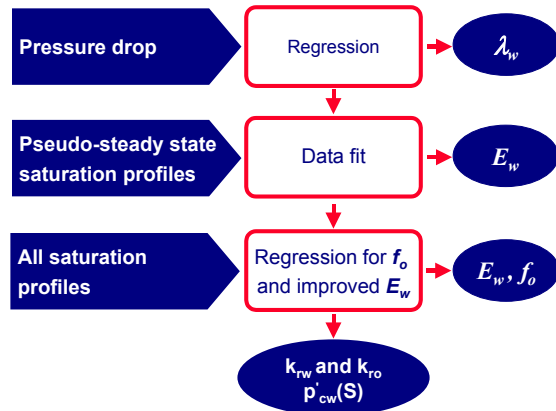 Pressure drop
Regression
λw
Pseudo-steady state
saturation profiles
Data fit
Ew
All saturation
profiles
Regression for fo
and improved Ew
Ew, fo
krw and kro
p'cw(S)